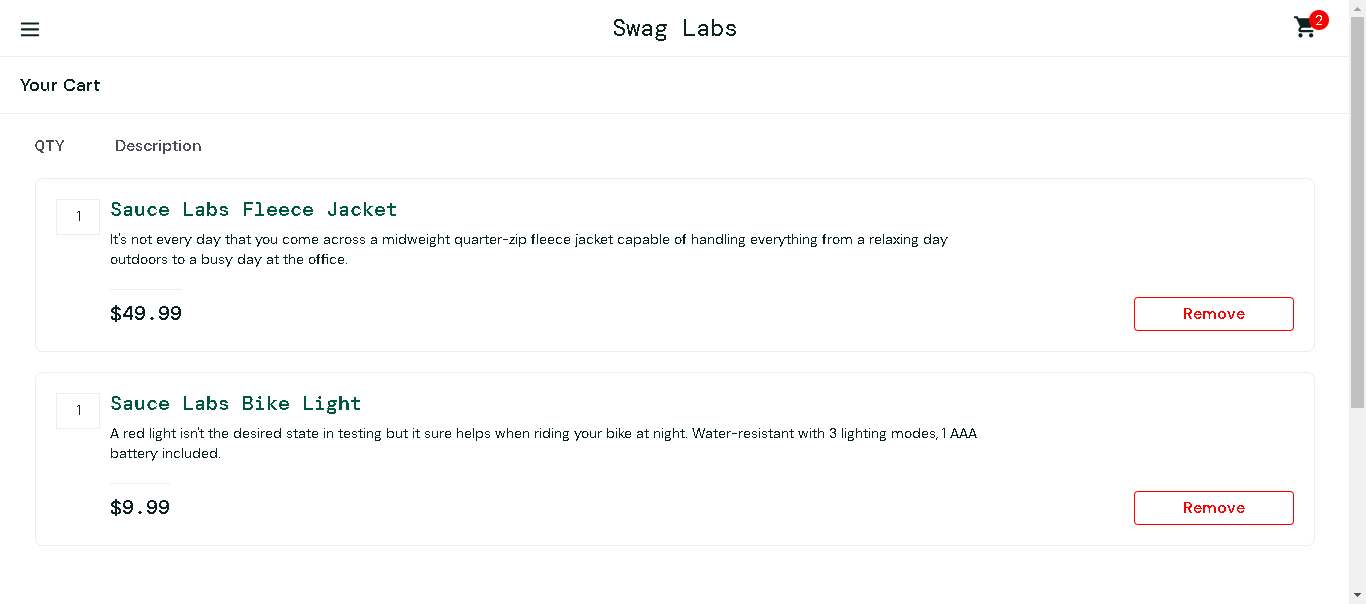 Swag Labs
2
Your Cart
QTY Description
1
Sauce Labs Fleece Jacket
It's not every day that you come across a midweight quarter-zip fleece jacket capable of handling everything from a relaxing day
outdoors to a busy day at the office.
$49.99
Remove
1
Sauce Labs Bike Light
A red light isn't the desired state in testing but it sure helps when riding your bike at night. Water-resistant with 3 lighting modes, 1 AAA
battery included.
$9.99
Remove